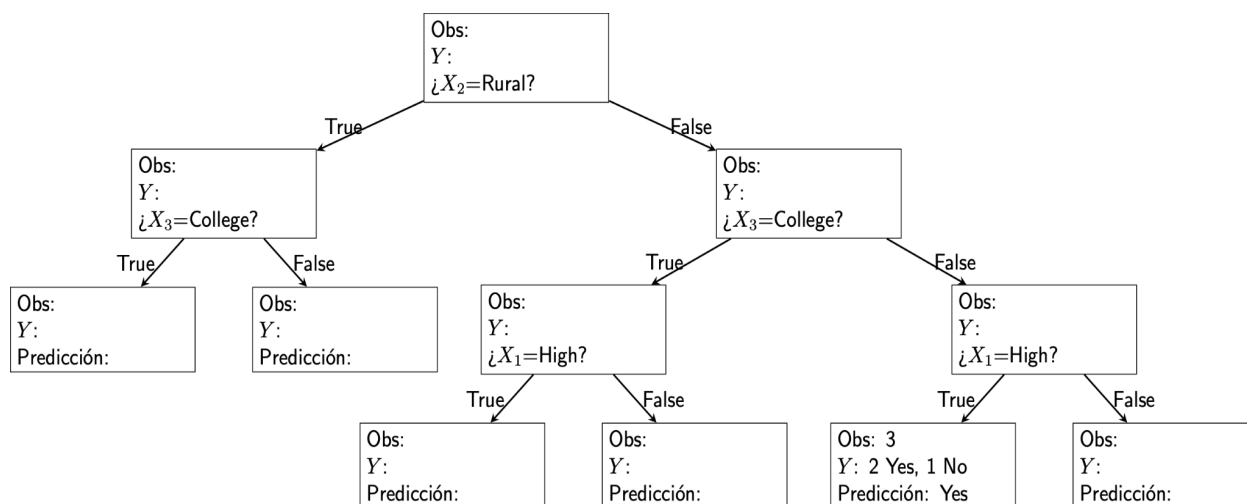 Obs:
Y:
¿X₂=Rural?
True
False
Obs:
Y:
¿X₃=College?
Obs:
Y:
¿X₃=College?
True
False
True
False
Obs:
Y:
Predicción:
Obs:
Y:
Predicción:
Obs:
Y:
¿X₁=High?
Obs:
Y:
¿X₁=High?
True
False
True
False
Obs:
Y:
Predicción:
Obs:
Y:
Predicción:
Obs: 3
Y: 2 Yes, 1 No
Predicción: Yes
Obs:
Y:
Predicción: